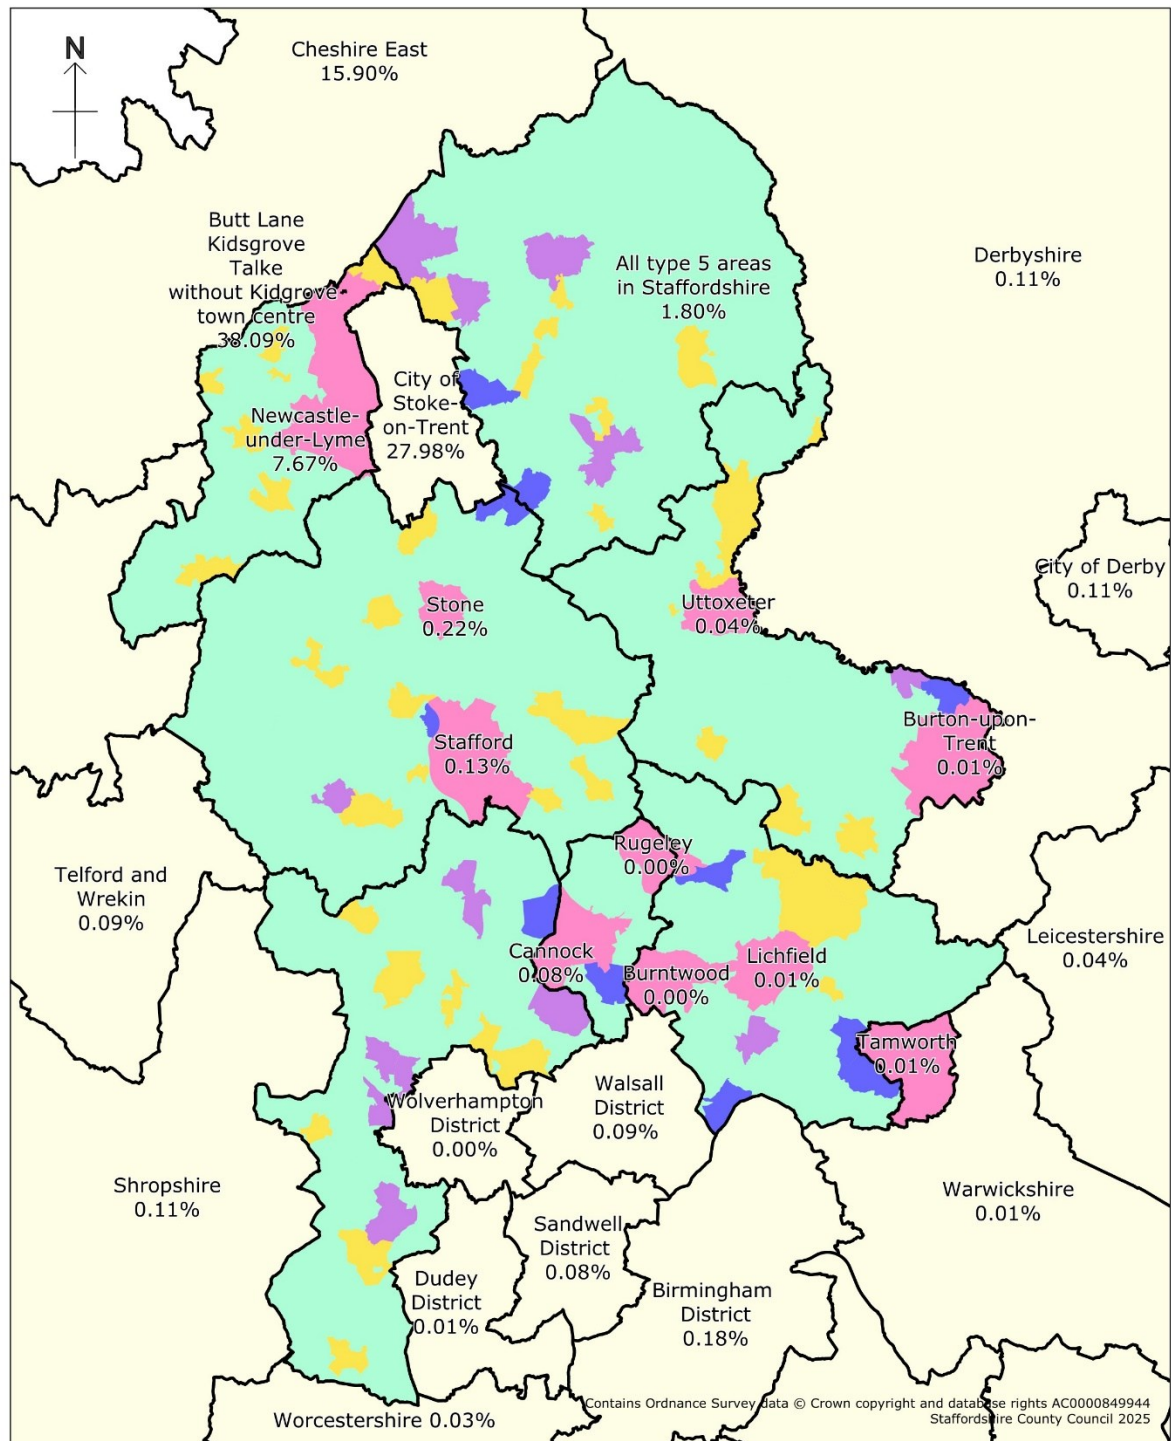 N
Cheshire East
15.90%
Butt Lane
Kidsgrove
Talke
without Kidgrove
town centre
38.09%
All type 5 areas
in Staffordshire
1.80%
Derbyshire
0.11%
City of
Stoke-
on-Trent
27.98%
Newcastle-
under-Lyme
7.67%
City of Derby
0.11%
Stone
0.22%
Uttoxeter
0.04%
Stafford
0.13%
Burton-upon-
Trent
0.01%
Rugeley
0.00%
Telford and
Wrekin
0.09%
Cannock
0.08%
Burntwood
0.00%
Lichfield
0.01%
Leicestershire
0.04%
Tamworth
0.01%
Wolverhampton
District
0.00%
Walsall
District
0.09%
Shropshire
0.11%
Warwickshire
0.01%
Sandwell
District
0.08%
Dudey
District
0.01%
Birmingham
District
0.18%
Worcestershire 0.03%
Contains Ordnance Survey data © Crown copyright and database rights AC0000849944
Staffordshire County Council 2025